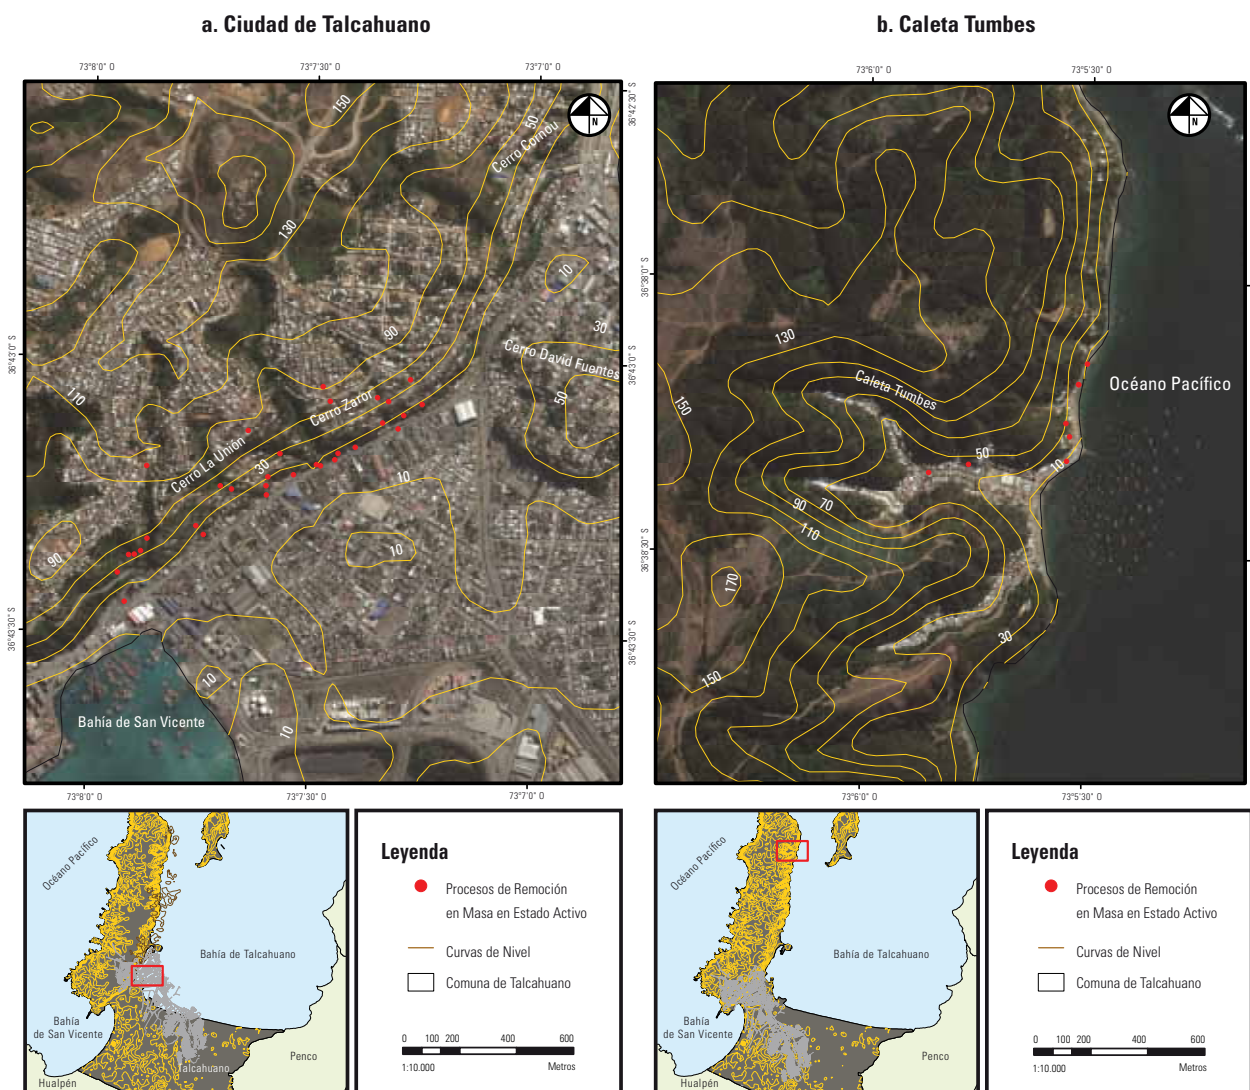 a. Ciudad de Talcahuano
b. Caleta Tumbes
73°8'0" O
73°7'30" O
73°7'0" O
73°6'0" O
73°5'30" O
36°42'30" S
36°43'0" S
36°43'30" S
36°43'0" S
36°43'30" S
36°38'0" S
36°38'30" S
N
150
50
Cerro Cornou
130
10
30
90
Cerro David Fuentes
110
50
Cerro Zaror
Cerro La Unión
30
10
90
10
10
10
Bahía de San Vicente
N
130
Caleta Tumbes
Océano Pacífico
150
50
10
90
70
110
170
30
150
73°8'0" O
73°7'30" O
73°7'0" O
73°6'0" O
73°5'30" O
Océano Pacífico
Bahía de Talcahuano
Bahía
de San Vicente
Talcahuano
Penco
Hualpén
Leyenda
Procesos de Remoción
en Masa en Estado Activo
Curvas de Nivel
Comuna de Talcahuano
0 100 200 400 600
1:10.000 Metros
Océano Pacífico
Bahía de Talcahuano
Bahía
de San Vicente
Penco
Hualpén
Leyenda
Procesos de Remoción
en Masa en Estado Activo
Curvas de Nivel
Comuna de Talcahuano
0 100 200 400 600
1:10.000 Metros